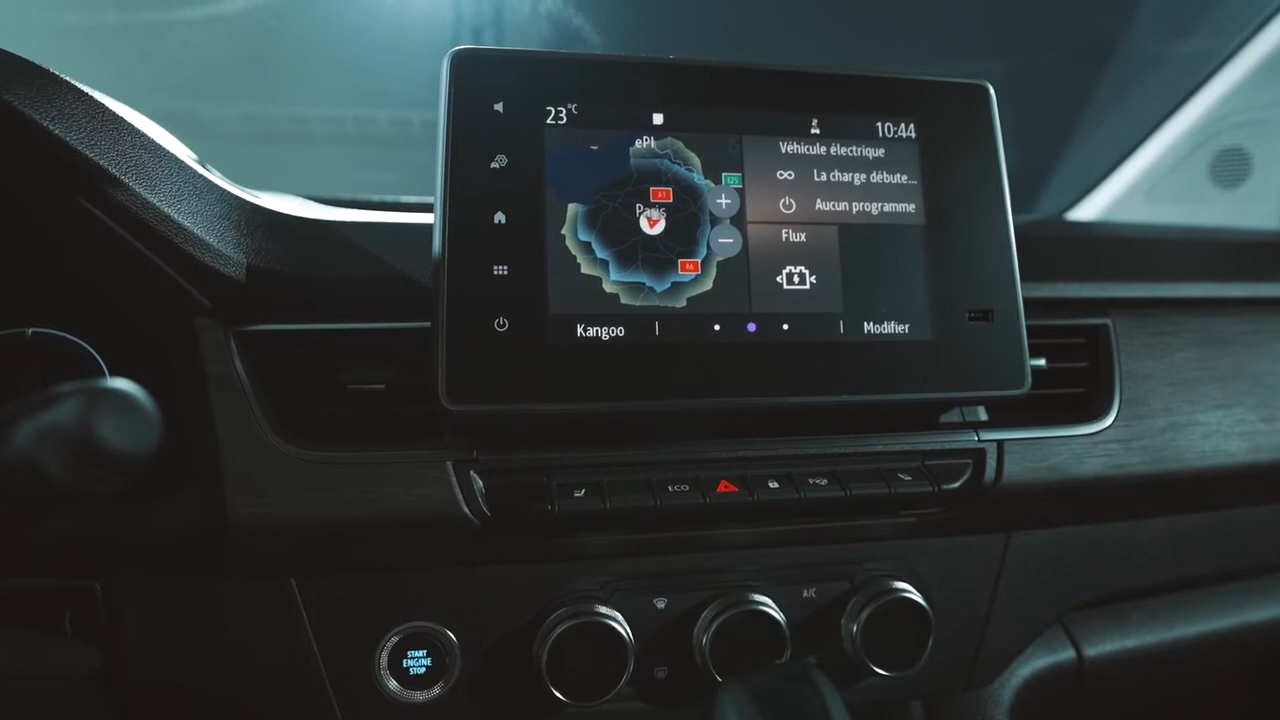 23°C
10:44
ePI
Véhicule électrique
La charge débute...
Aucun programme
A1
E15
Paris
A6
Flux
Kangoo
Modifier
ECO
A/C
START
ENGINE
STOP